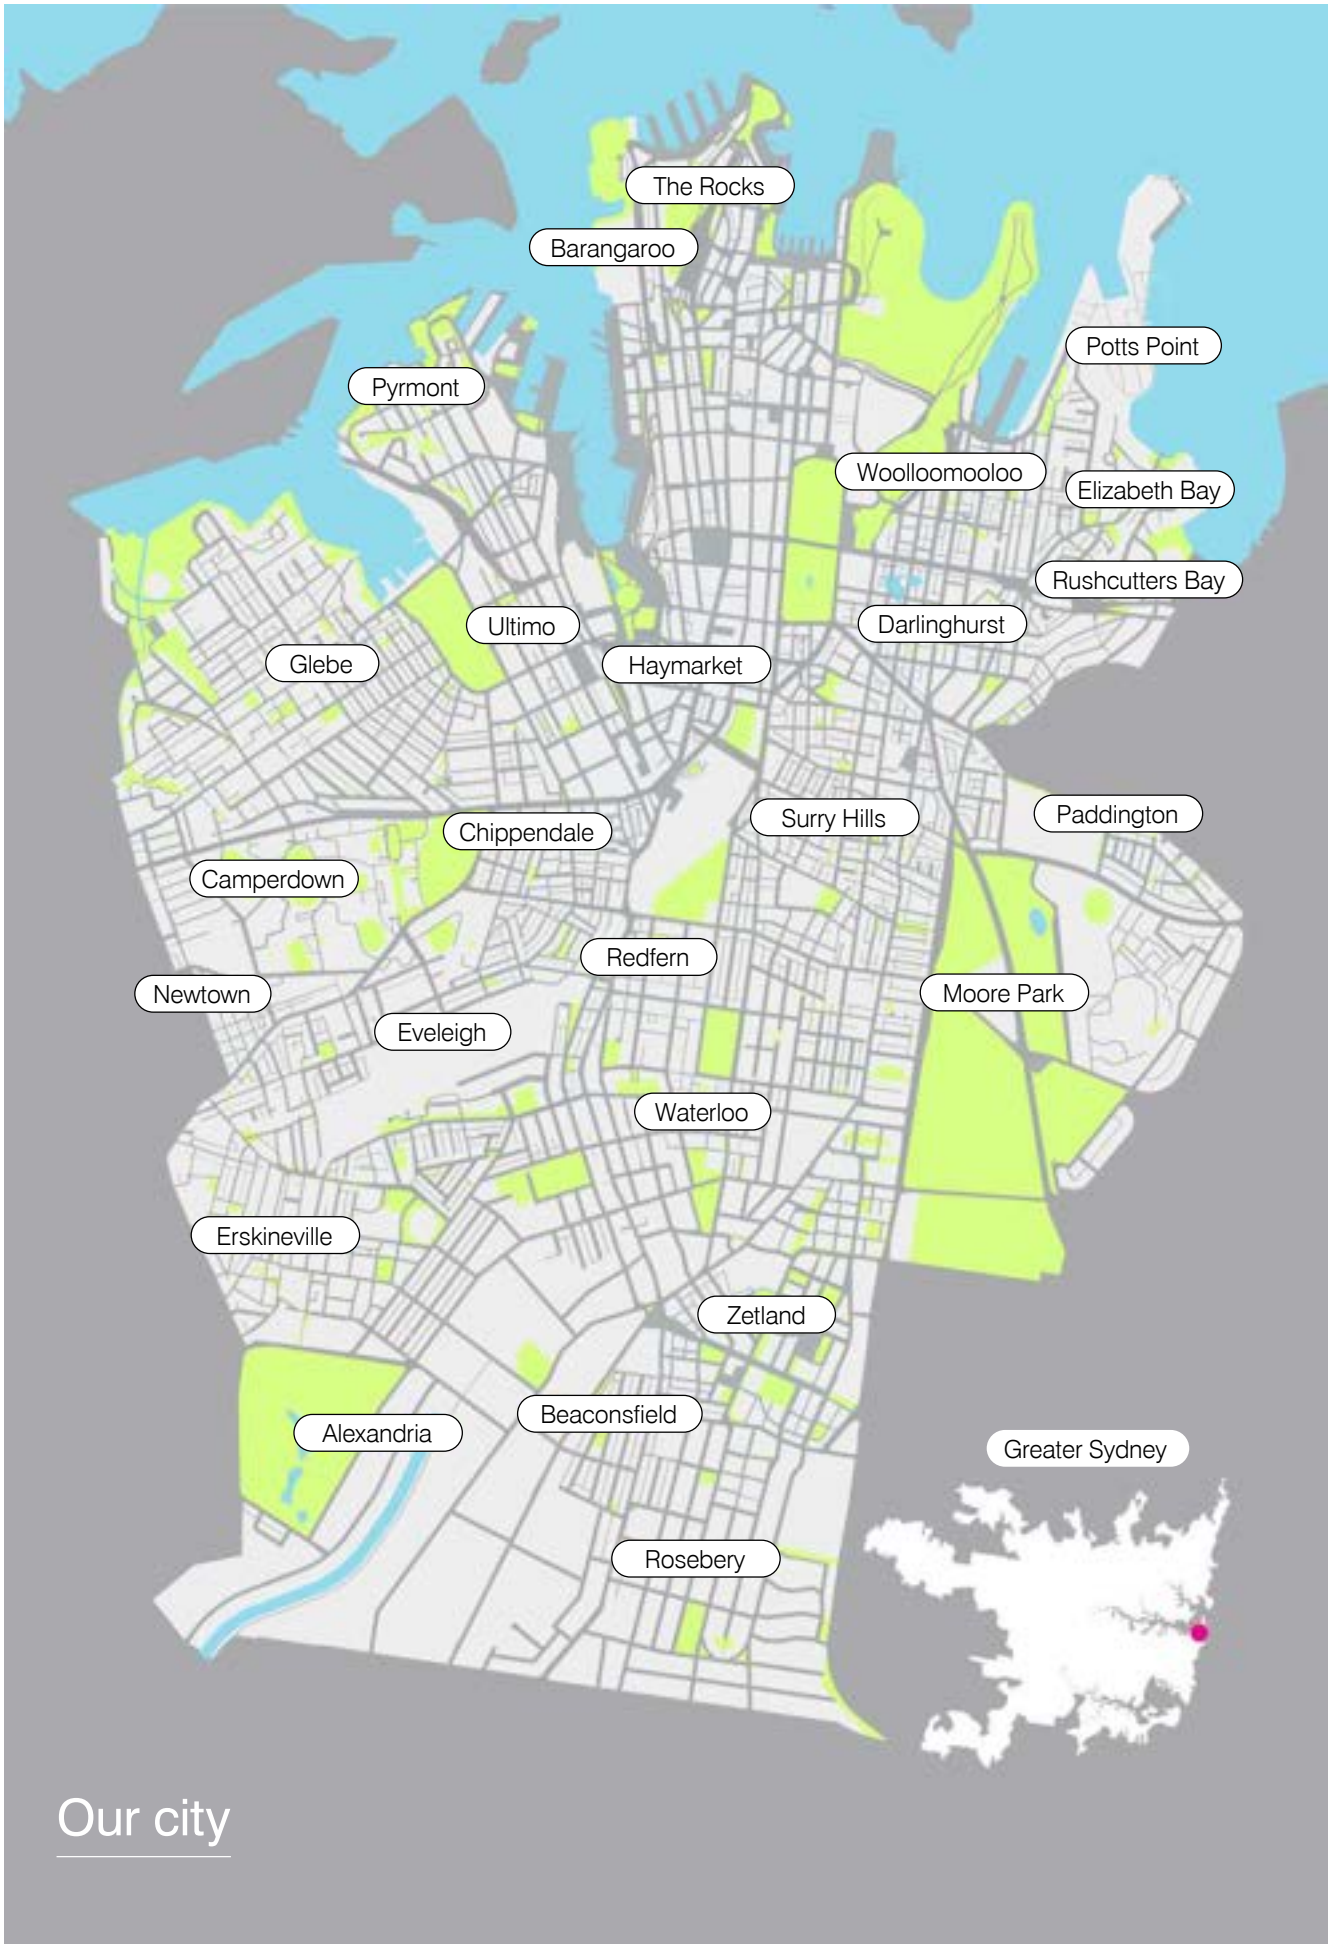 The Rocks
Barangaroo
Potts Point
Pyrmont
Woolloomooloo
Elizabeth Bay
Rushcutters Bay
Ultimo
Darlinghurst
Glebe
Haymarket
Paddington
Surry Hills
Chippendale
Camperdown
Redfern
Newtown
Moore Park
Eveleigh
Waterloo
Erskineville
Zetland
Beaconsfield
Alexandria
Greater Sydney
Rosebery
Our city